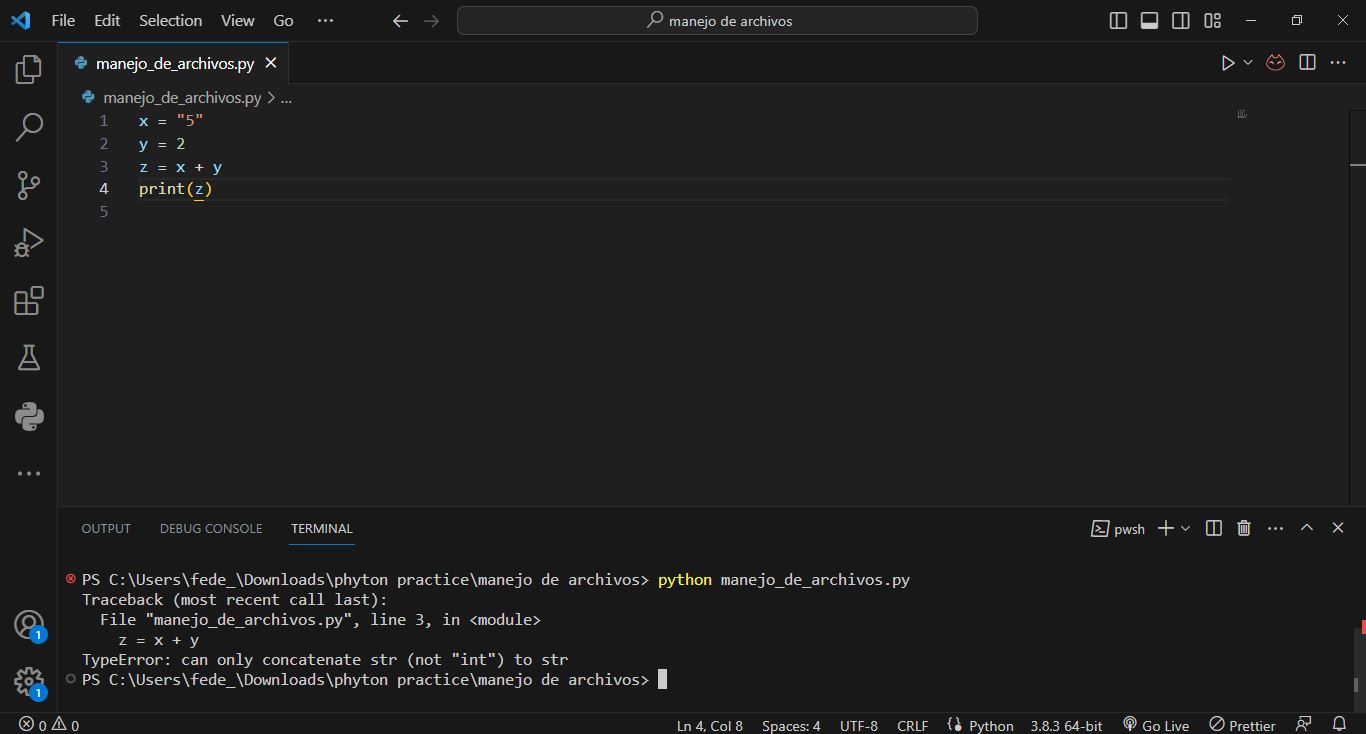 File Edit Selection View Go ··· manejo de archivos
manejo_de_archivos.py
manejo_de_archivos.py > ...
1 x = "5"
2 y = 2
3 z = x + y
4 print(z)
5
OUTPUT DEBUG CONSOLE TERMINAL pwsh
PS C:\Users\fede_\Downloads\phyton practice\manejo de archivos> python manejo_de_archivos.py
Traceback (most recent call last):
File "manejo_de_archivos.py", line 3, in <module>
z = x + y
TypeError: can only concatenate str (not "int") to str
PS C:\Users\fede_\Downloads\phyton practice\manejo de archivos>
1
1
0 0 Ln 4, Col 8 Spaces: 4 UTF-8 CRLF Python 3.8.3 64-bit Go Live Prettier